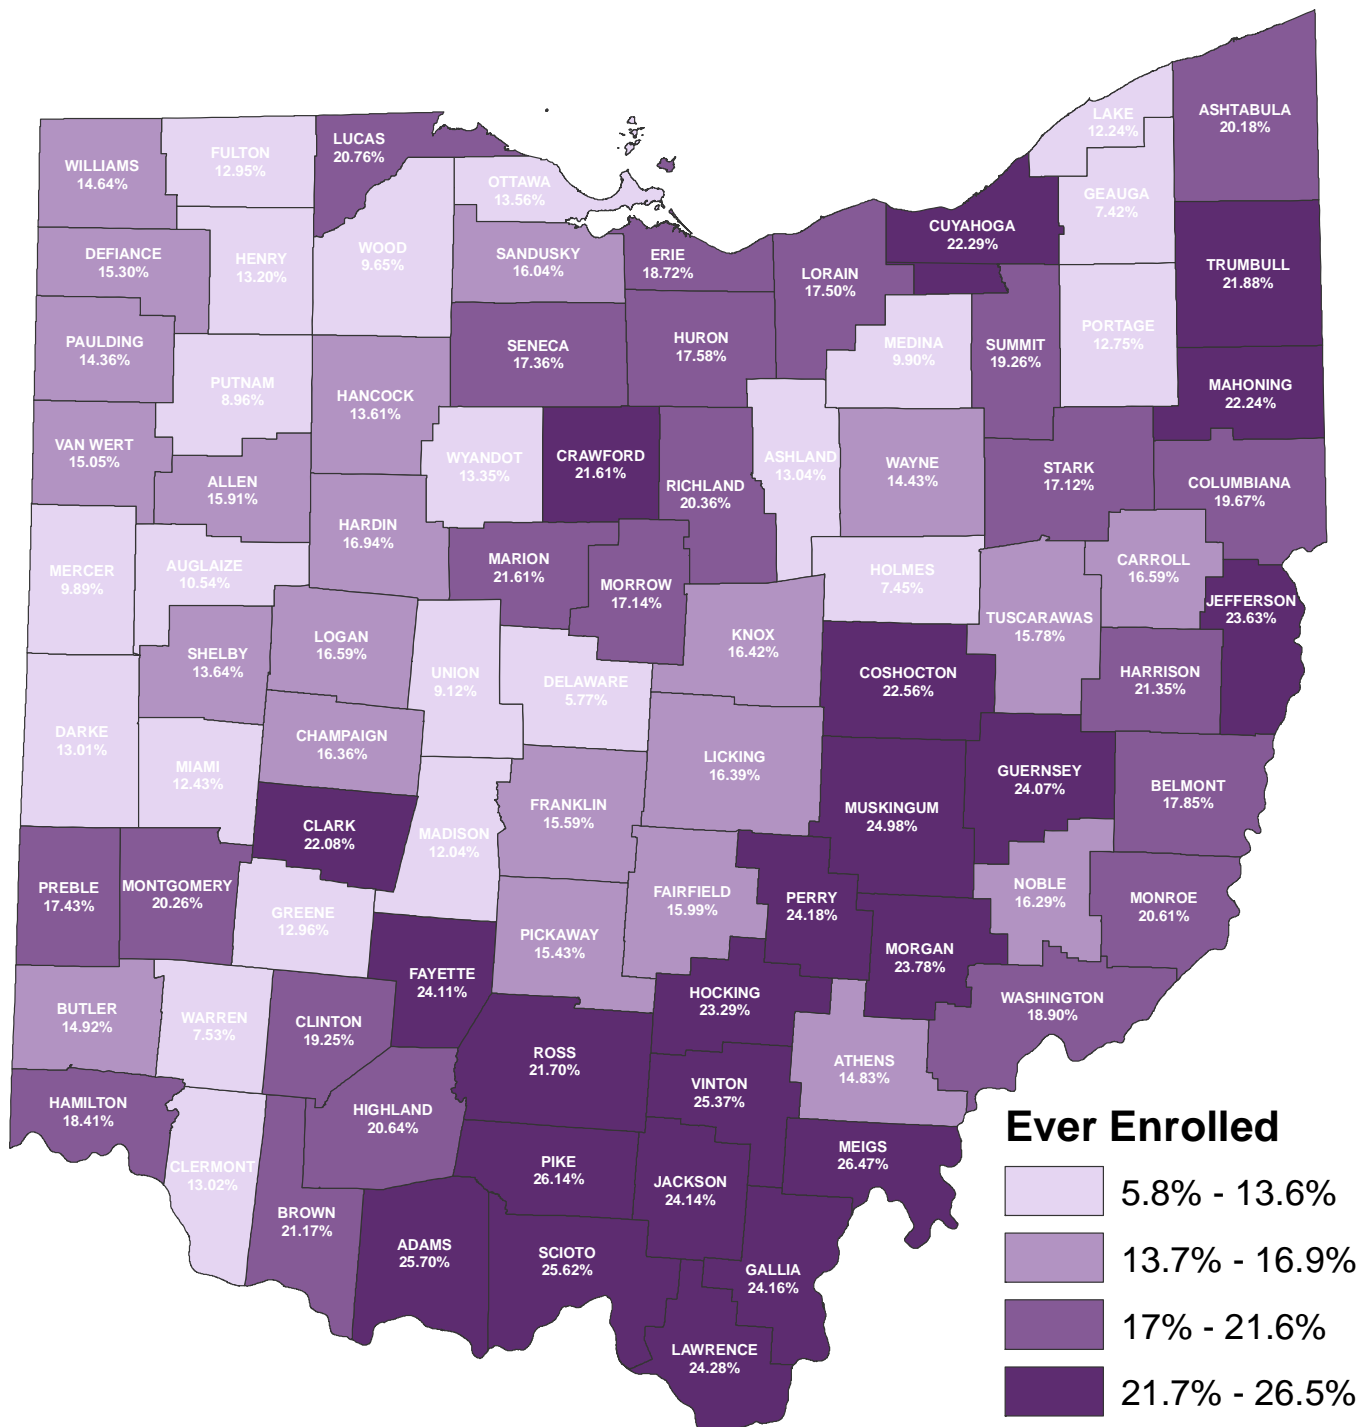 LAKE
12.24%
ASHTABULA
20.18%
LUCAS
20.76%
FULTON
12.95%
WILLIAMS
14.64%
OTTAWA
13.56%
GEAUGA
7.42%
CUYAHOGA
22.29%
WOOD
9.65%
DEFIANCE
15.30%
HENRY
13.20%
SANDUSKY
16.04%
ERIE
18.72%
LORAIN
17.50%
TRUMBULL
21.88%
PAULDING
14.36%
SENECA
17.36%
HURON
17.58%
MEDINA
9.90%
SUMMIT
19.26%
PORTAGE
12.75%
PUTNAM
8.96%
HANCOCK
13.61%
MAHONING
22.24%
VAN WERT
15.05%
WYANDOT
13.35%
CRAWFORD
21.61%
RICHLAND
20.36%
ASHLAND
13.04%
WAYNE
14.43%
STARK
17.12%
COLUMBIANA
19.67%
ALLEN
15.91%
HARDIN
16.94%
MERCER
9.89%
AUGLAIZE
10.54%
MARION
21.61%
MORROW
17.14%
HOLMES
7.45%
CARROLL
16.59%
JEFFERSON
23.63%
TUSCARAWAS
15.78%
SHELBY
13.64%
LOGAN
16.59%
KNOX
16.42%
UNION
9.12%
DELAWARE
5.77%
COSHOCTON
22.56%
HARRISON
21.35%
DARKE
13.01%
CHAMPAIGN
16.36%
MIAMI
12.43%
LICKING
16.39%
GUERNSEY
24.07%
BELMONT
17.85%
FRANKLIN
15.59%
MUSKINGUM
24.98%
CLARK
22.08%
MADISON
12.04%
PREBLE
17.43%
MONTGOMERY
20.26%
FAIRFIELD
15.99%
PERRY
24.18%
NOBLE
16.29%
MONROE
20.61%
GREENE
12.96%
PICKAWAY
15.43%
MORGAN
23.78%
FAYETTE
24.11%
HOCKING
23.29%
WASHINGTON
18.90%
BUTLER
14.92%
WARREN
7.53%
CLINTON
19.25%
ROSS
21.70%
ATHENS
14.83%
VINTON
25.37%
HAMILTON
18.41%
HIGHLAND
20.64%
Ever Enrolled
MEIGS
26.47%
CLERMONT
13.02%
PIKE
26.14%
JACKSON
24.14%
5.8% - 13.6%
BROWN
21.17%
ADAMS
25.70%
SCIOTO
25.62%
GALLIA
24.16%
13.7% - 16.9%
17% - 21.6%
LAWRENCE
24.28%
21.7% - 26.5%